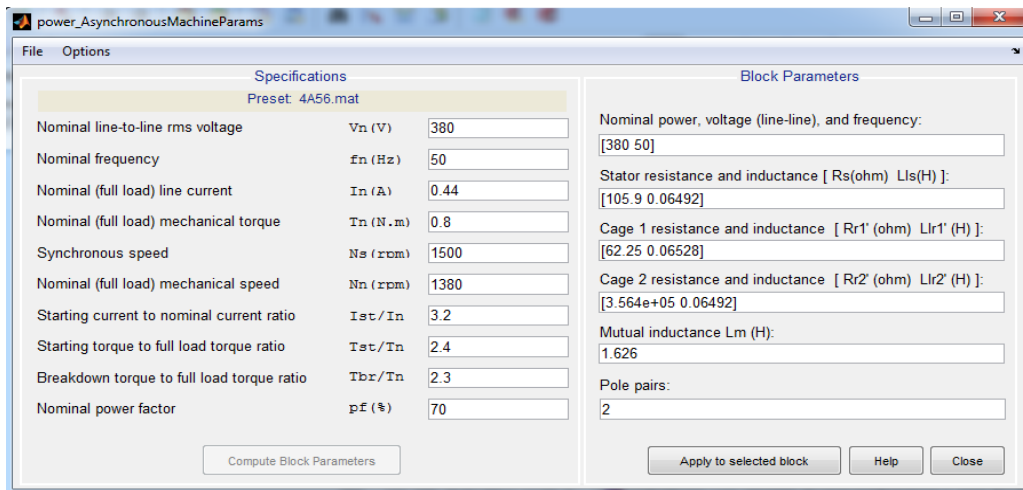 power_AsynchronousMachineParams
File Options
Specifications
Preset: 4A56.mat
Nominal line-to-line rms voltage Vn(V) 380
Nominal frequency fn(Hz) 50
Nominal (full load) line current In(A) 0.44
Nominal (full load) mechanical torque Tn(N.m) 0.8
Synchronous speed Ns(rpm) 1500
Nominal (full load) mechanical speed Nn(rpm) 1380
Starting current to nominal current ratio Ist/In 3.2
Starting torque to full load torque ratio Tst/Tn 2.4
Breakdown torque to full load torque ratio Tbr/Tn 2.3
Nominal power factor pf(%) 70
Compute Block Parameters
Block Parameters
Nominal power, voltage (line-line), and frequency:
[380 50]
Stator resistance and inductance [ Rs(ohm) Lls(H) ]:
[105.9 0.06492]
Cage 1 resistance and inductance [ Rr1' (ohm) Llr1' (H) ]:
[62.25 0.06528]
Cage 2 resistance and inductance [ Rr2' (ohm) Llr2' (H) ]:
[3.564e+05 0.06492]
Mutual inductance Lm (H):
1.626
Pole pairs:
2
Apply to selected block Help Close